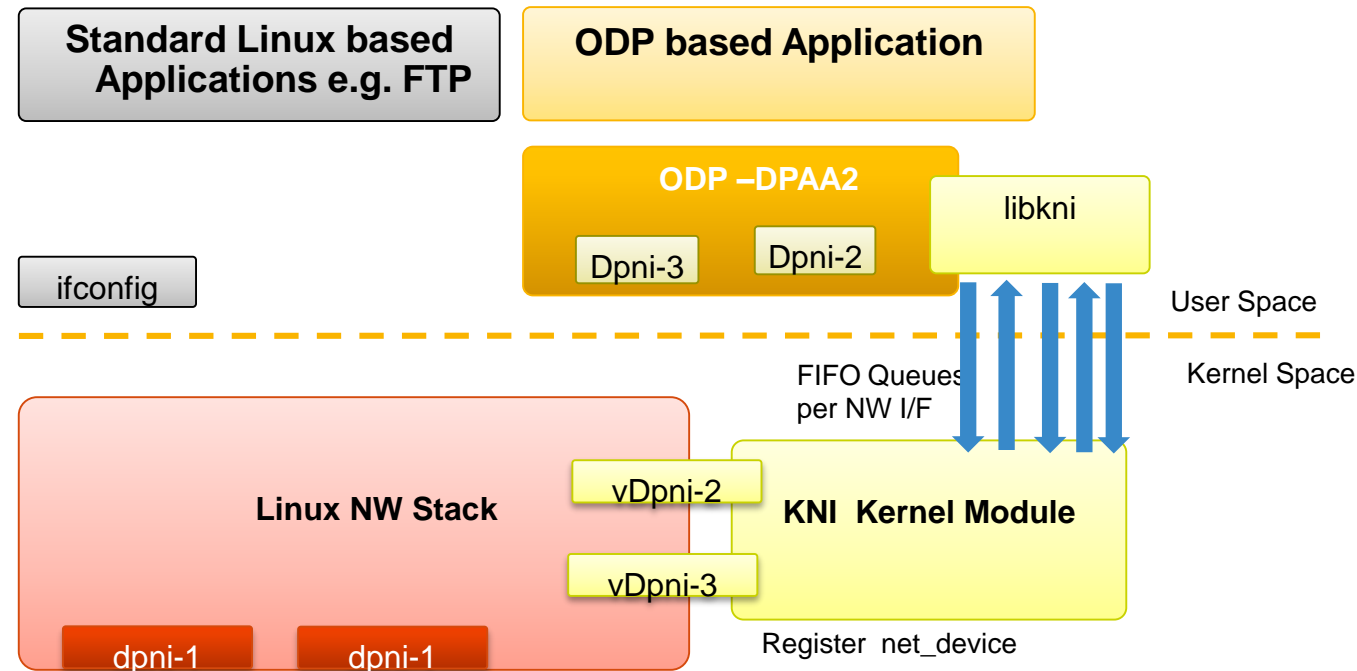 Standard Linux based
Applications e.g. FTP
ODP based Application
ODP –DPAA2
libkni
Dpni-3
Dpni-2
ifconfig
User Space
Kernel Space
FIFO Queues
per NW I/F
vDpni-2
Linux NW Stack
KNI Kernel Module
vDpni-3
Register net_device
dpni-1
dpni-1